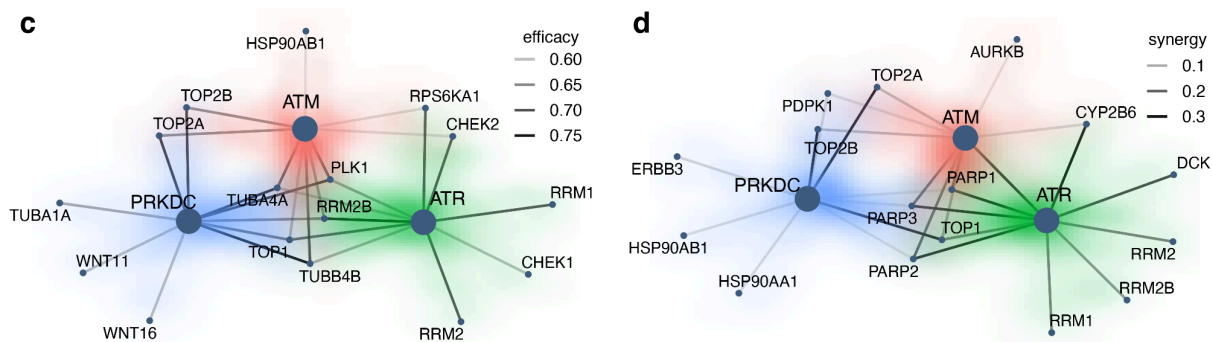 c
HSP90AB1
efficacy
0.60
0.65
0.70
0.75
TOP2B
ATM
RPS6KA1
TOP2A
CHEK2
PLK1
PRKDC
TUBA4A
ATR
RRM1
TUBA1A
RRM2B
WNT11
TOP1
TUBB4B
CHEK1
WNT16
RRM2
d
AURKB
synergy
0.1
0.2
0.3
TOP2A
PDPK1
ATM
CYP2B6
TOP2B
ERBB3
DCK
PRKDC
PARP1
ATR
PARP3
TOP1
HSP90AB1
RRM2
PARP2
HSP90AA1
RRM2B
RRM1